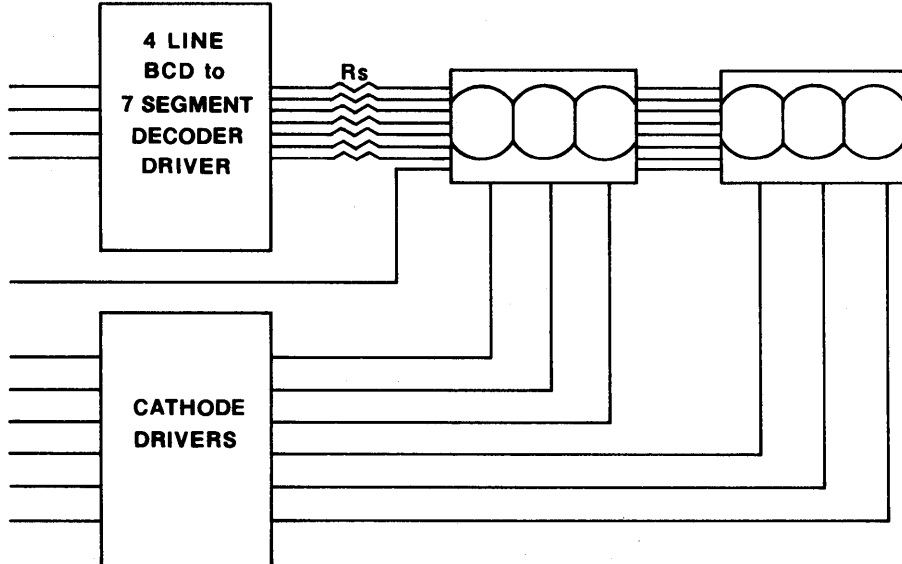 4 LINE
BCD to
7 SEGMENT
DECODER
DRIVER
Rs
CATHODE
DRIVERS